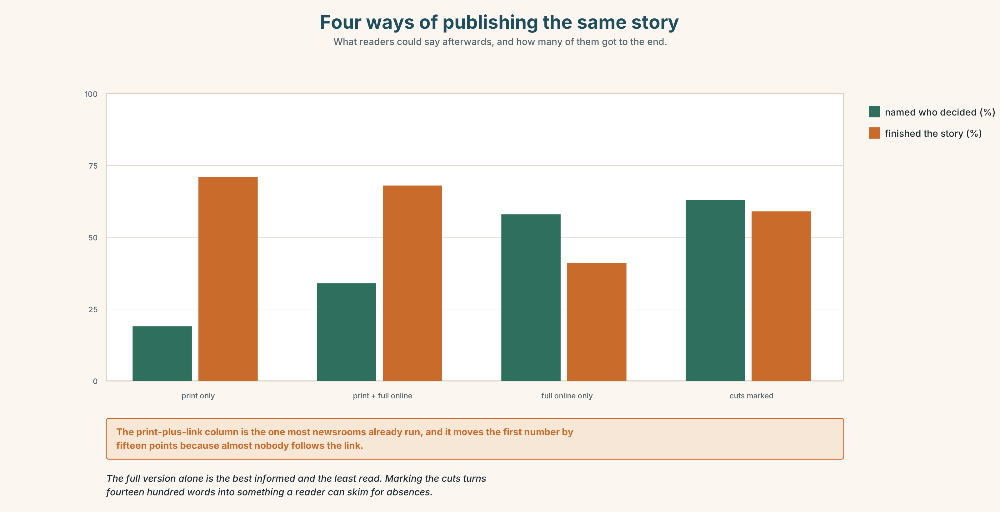 Four ways of publishing the same story
What readers could say afterwards, and how many of them got to the end.
100
75
50
25
0
named who decided (%)
finished the story (%)
print only
print + full online
full online only
cuts marked
The print-plus-link column is the one most newsrooms already run, and it moves the first number by
fifteen points because almost nobody follows the link.
The full version alone is the best informed and the least read. Marking the cuts turns
fourteen hundred words into something a reader can skim for absences.